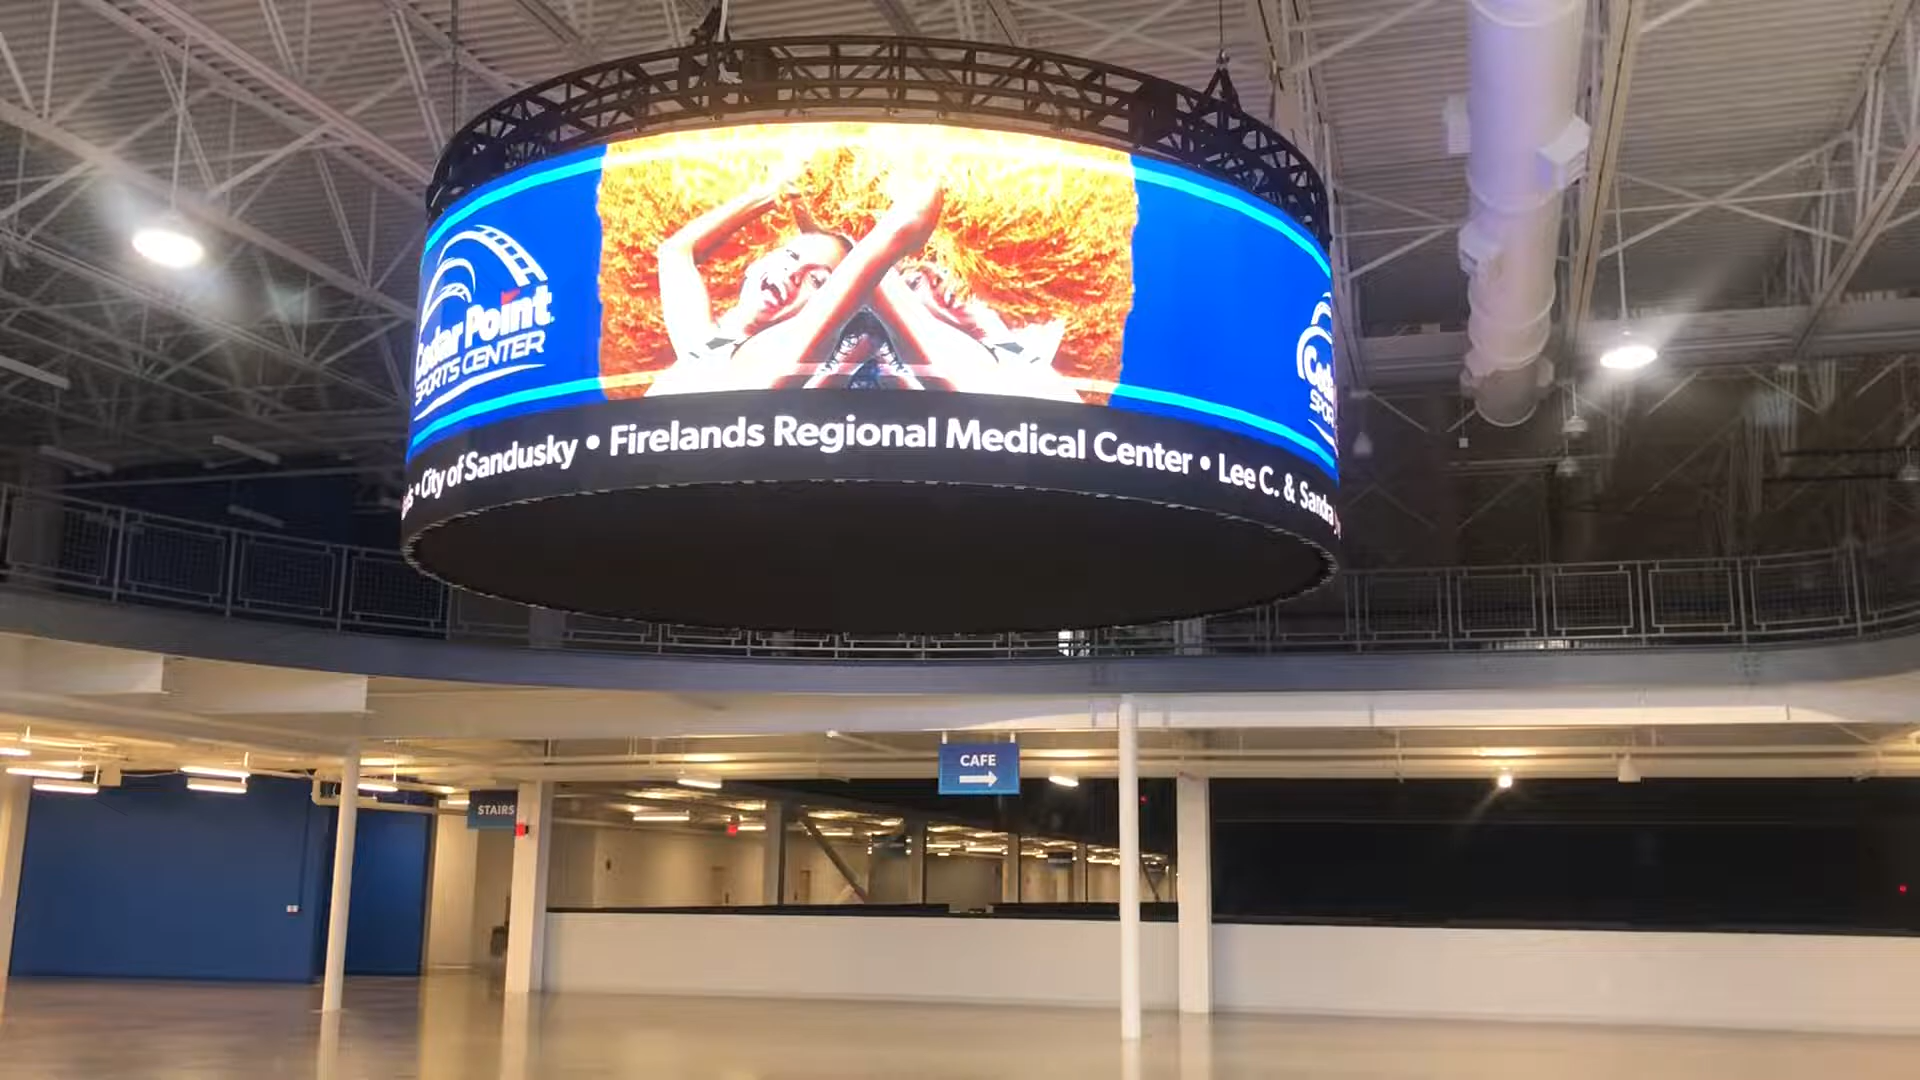 Cedar Point
SPORTS CENTER
City of Sandusky • Firelands Regional Medical Center • Lee C. & Sandra
CAFE
STAIRS